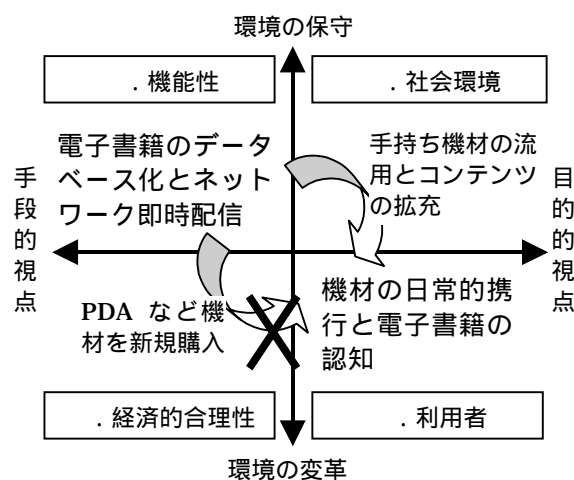 環境の保守
．機能性
．社会環境
電子書籍のデータ
ベース化とネット
ワーク即時配信
手持ち機材の流
用とコンテンツ
の拡充
手段的視点
目的的視点
PDA など機
材を新規購入
機材の日常的携
行と電子書籍の
認知
．経済的合理性
．利用者
環境の変革